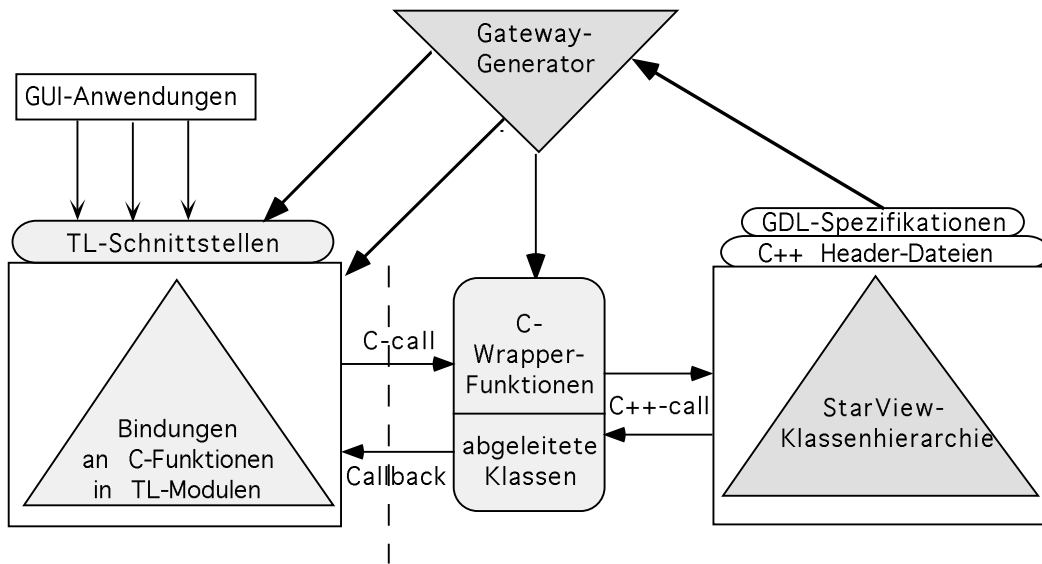 Gateway-
Generator
GUI-Anwendungen
TL-Schnittstellen
GDL-Spezifikationen
C++ Header-Dateien
C-call
C-
Wrapper-
Funktionen
C++-call
StarView-
Klassenhierarchie
Bindungen
an C-Funktionen
in TL-Modulen
abgeleitete
Klassen
Callback